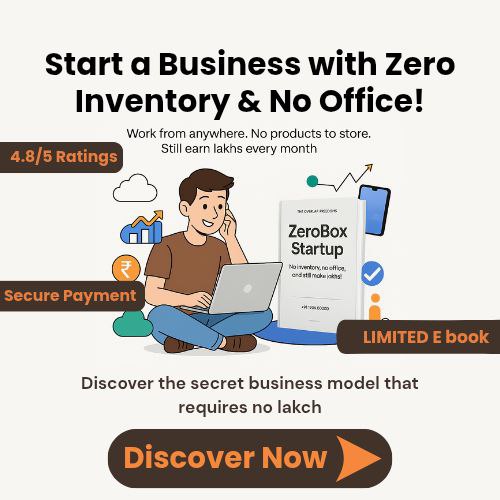 Start a Business with Zero
Inventory & No Office!
Work from anywhere. No products to store.
Still earn lakhs every month
4.8/5 Ratings
ZeroBox
Startup
No inventory, no office,
and still make lakhs!
₹
Secure Payment
LIMITED E book
Discover the secret business model that
requires no lakch
Discover Now